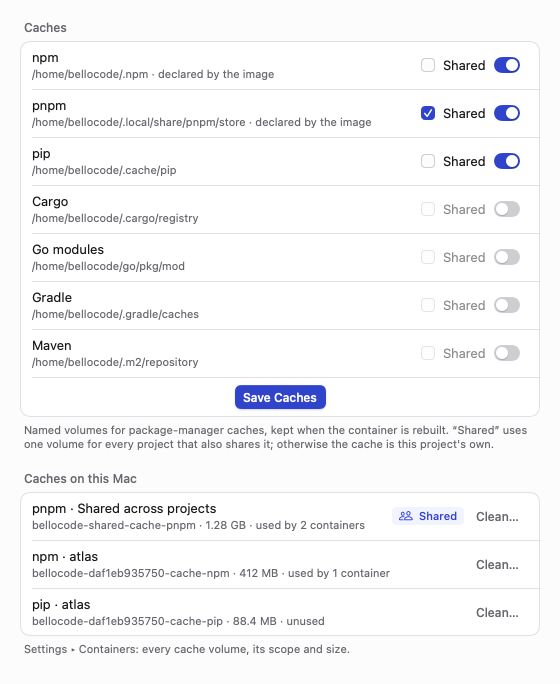 Caches
npm
/home/bellocode/.npm · declared by the image
Shared
pnpm
/home/bellocode/.local/share/pnpm/store · declared by the image
Shared
pip
/home/bellocode/.cache/pip
Shared
Cargo
/home/bellocode/.cargo/registry
Shared
Go modules
/home/bellocode/go/pkg/mod
Shared
Gradle
/home/bellocode/.gradle/caches
Shared
Maven
/home/bellocode/.m2/repository
Shared
Save Caches
Named volumes for package-manager caches, kept when the container is rebuilt. “Shared” uses
one volume for every project that also shares it; otherwise the cache is this project's own.
Caches on this Mac
pnpm · Shared across projects
bellocode-shared-cache-pnpm · 1.28 GB · used by 2 containers
Shared
Clean...
npm · atlas
bellocode-daf1eb935750-cache-npm · 412 MB · used by 1 container
Clean...
pip · atlas
bellocode-daf1eb935750-cache-pip · 88.4 MB · unused
Clean...
Settings ▸ Containers: every cache volume, its scope and size.